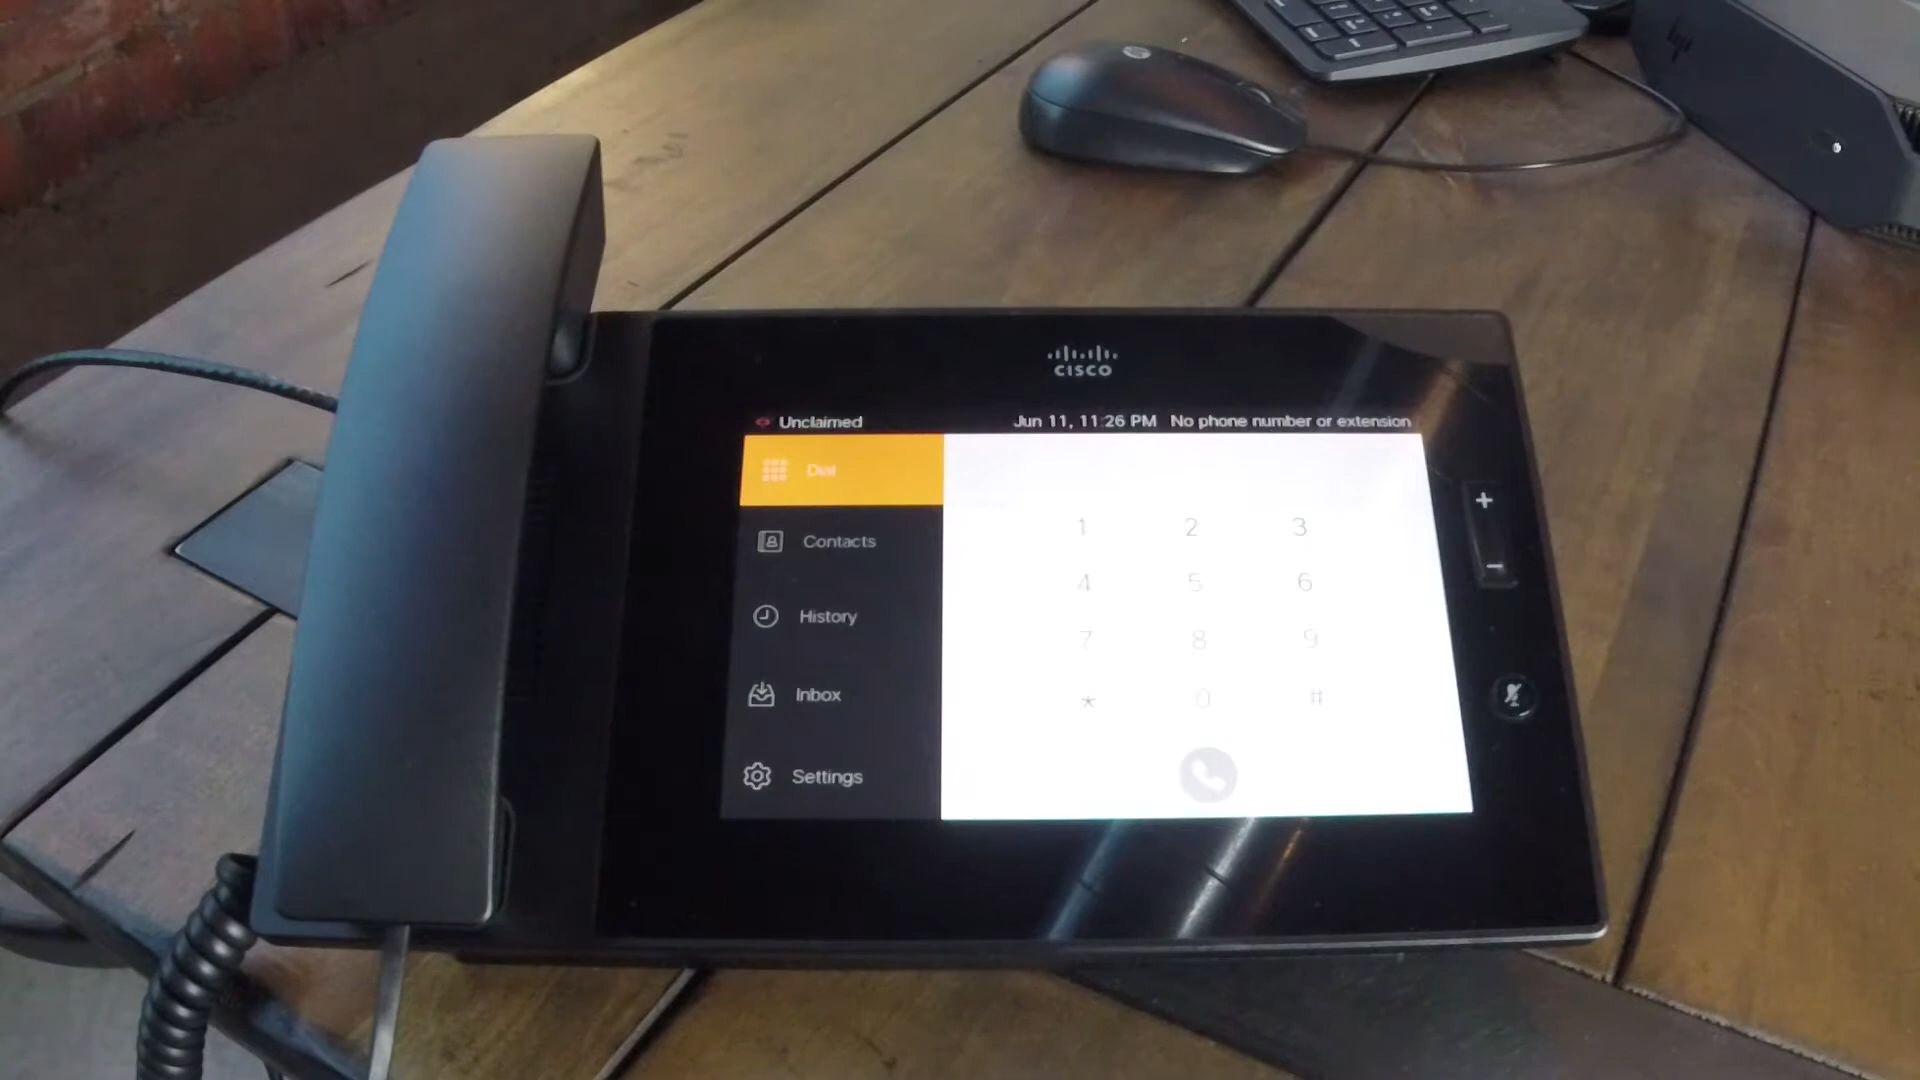 CISCO
Unclaimed Jun 11, 11:26 PM No phone number or extension
Dial
Contacts
History
Inbox
Settings
1 2 3
4 5 6
7 8 9
* 0 #
+
-
hp